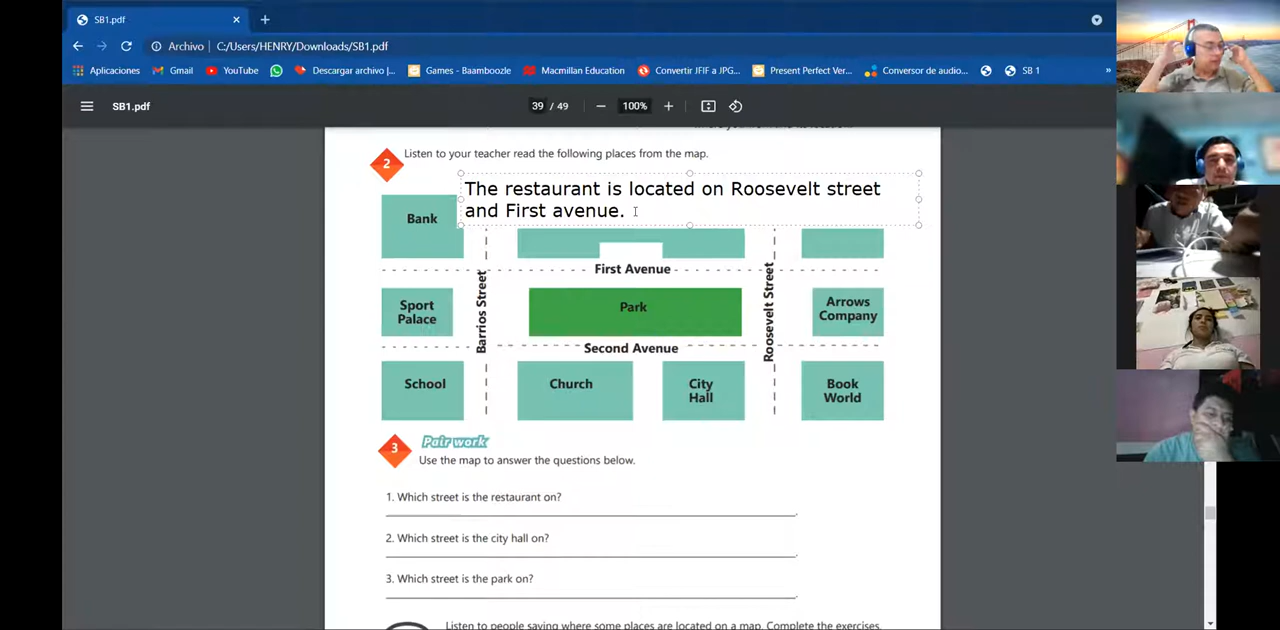 SB1.pdf
Archivo C:/Users/HENRY/Downloads/SB1.pdf
Aplicaciones Gmail YouTube Descargar archivo |... Games - Baamboozle Macmillan Education Convertir JFIF a JPG... Present Perfect Ver... Conversor de audio... SB 1 »
SB1.pdf 39 / 49 100%
2 Listen to your teacher read the following places from the map.
The restaurant is located on Roosevelt street
and First avenue.
Bank
First Avenue
Barrios Street
Roosevelt Street
Sport
Palace
Park
Arrows
Company
Second Avenue
School
Church
City
Hall
Book
World
3 Pair work
Use the map to answer the questions below.
1. Which street is the restaurant on?
2. Which street is the city hall on?
3. Which street is the park on?
Listen to people saying where some places are located on a map. Complete the exercises.